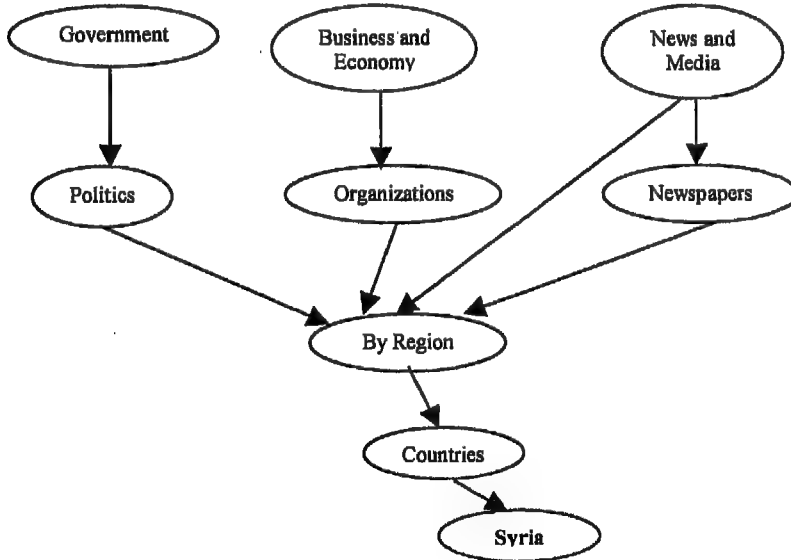 Government
Business and
Economy
News and
Media
Politics
Organizations
Newspapers
By Region
Countries
Syria